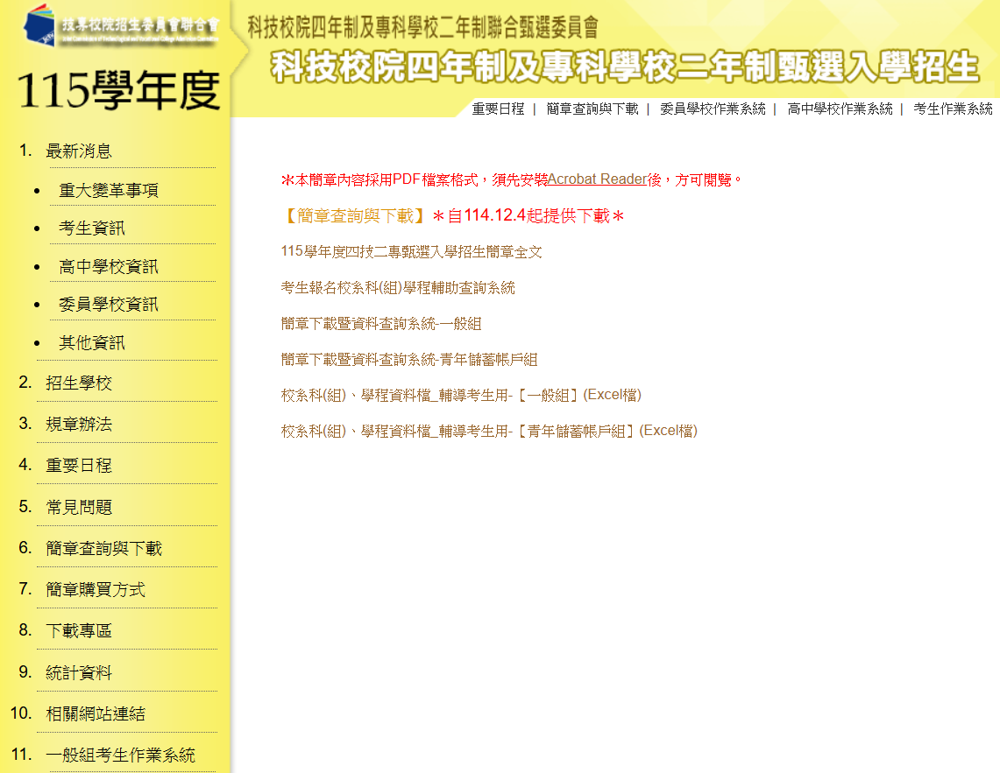 技專校院招生委員會聯合會
115學年度
科技校院四年制及專科學校二年制聯合甄選委員會
科技校院四年制及專科學校二年制甄選入學招生
重要日程 | 簡章查詢與下載 | 委員學校作業系統 | 高中學校作業系統 | 考生作業系統
1. 最新消息
• 重大變革事項
• 考生資訊
• 高中學校資訊
• 委員學校資訊
• 其他資訊
2. 招生學校
3. 規章辦法
4. 重要日程
5. 常見問題
6. 簡章查詢與下載
7. 簡章購買方式
8. 下載專區
9. 統計資料
10. 相關網站連結
11. 一般組考生作業系統
＊本簡章內容採用PDF檔案格式，須先安裝Acrobat Reader後，方可閱覽。
【簡章查詢與下載】＊自114.12.4起提供下載＊
115學年度四技二專甄選入學招生簡章全文
考生報名校系科(組)學程輔助查詢系統
簡章下載暨資料查詢系統-一般組
簡章下載暨資料查詢系統-青年儲蓄帳戶組
校系科(組)、學程資料檔_輔導考生用-【一般組】(Excel檔)
校系科(組)、學程資料檔_輔導考生用-【青年儲蓄帳戶組】(Excel檔)